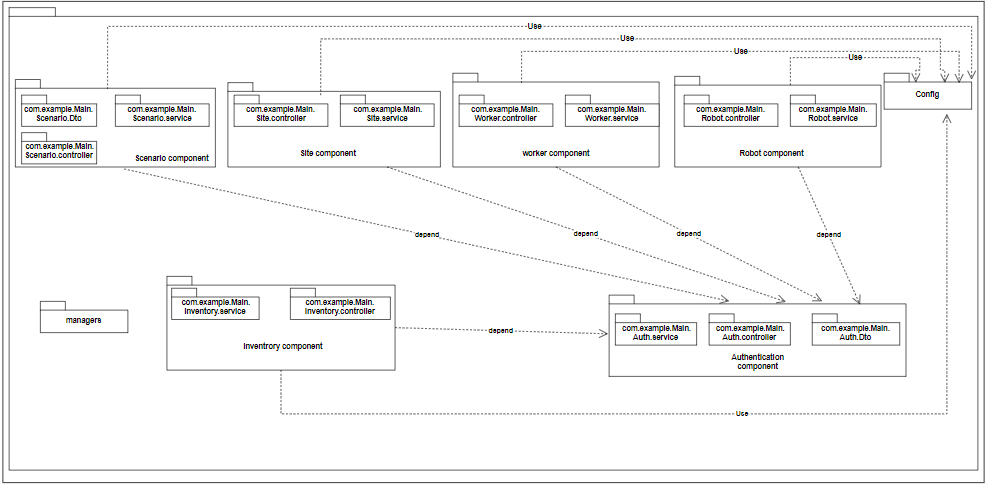 Use
Use
Use
Use
com.example.Main.
Scenario.Dto
com.example.Main.
Scenario.service
com.example.Main.
Scenario.controller
Scenario component
com.example.Main.
Site.controller
com.example.Main.
Site.service
Site component
com.example.Main.
Worker.controller
com.example.Main.
Worker.service
worker component
com.example.Main.
Robot.controller
com.example.Main.
Robot.service
Robot component
Config
depend
depend
depend
depend
managers
com.example.Main.
Inventory.service
com.example.Main.
Inventory.controller
Inventrory component
depend
com.example.Main.
Auth.service
com.example.Main.
Auth.controller
com.example.Main.
Auth.Dto
Authentication
component
Use